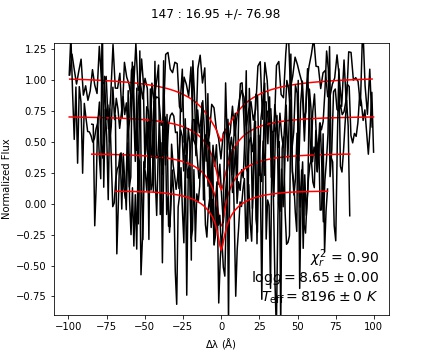 147 : 16.95 +/- 76.98
Normalized Flux
1.25
1.00
0.75
0.50
0.25
0.00
−0.25
−0.50
−0.75
χ²ᵣ = 0.90
logg = 8.65 ± 0.00
T_eff = 8196 ± 0 K
−100 −75 −50 −25 0 25 50 75 100
Δλ (Å)